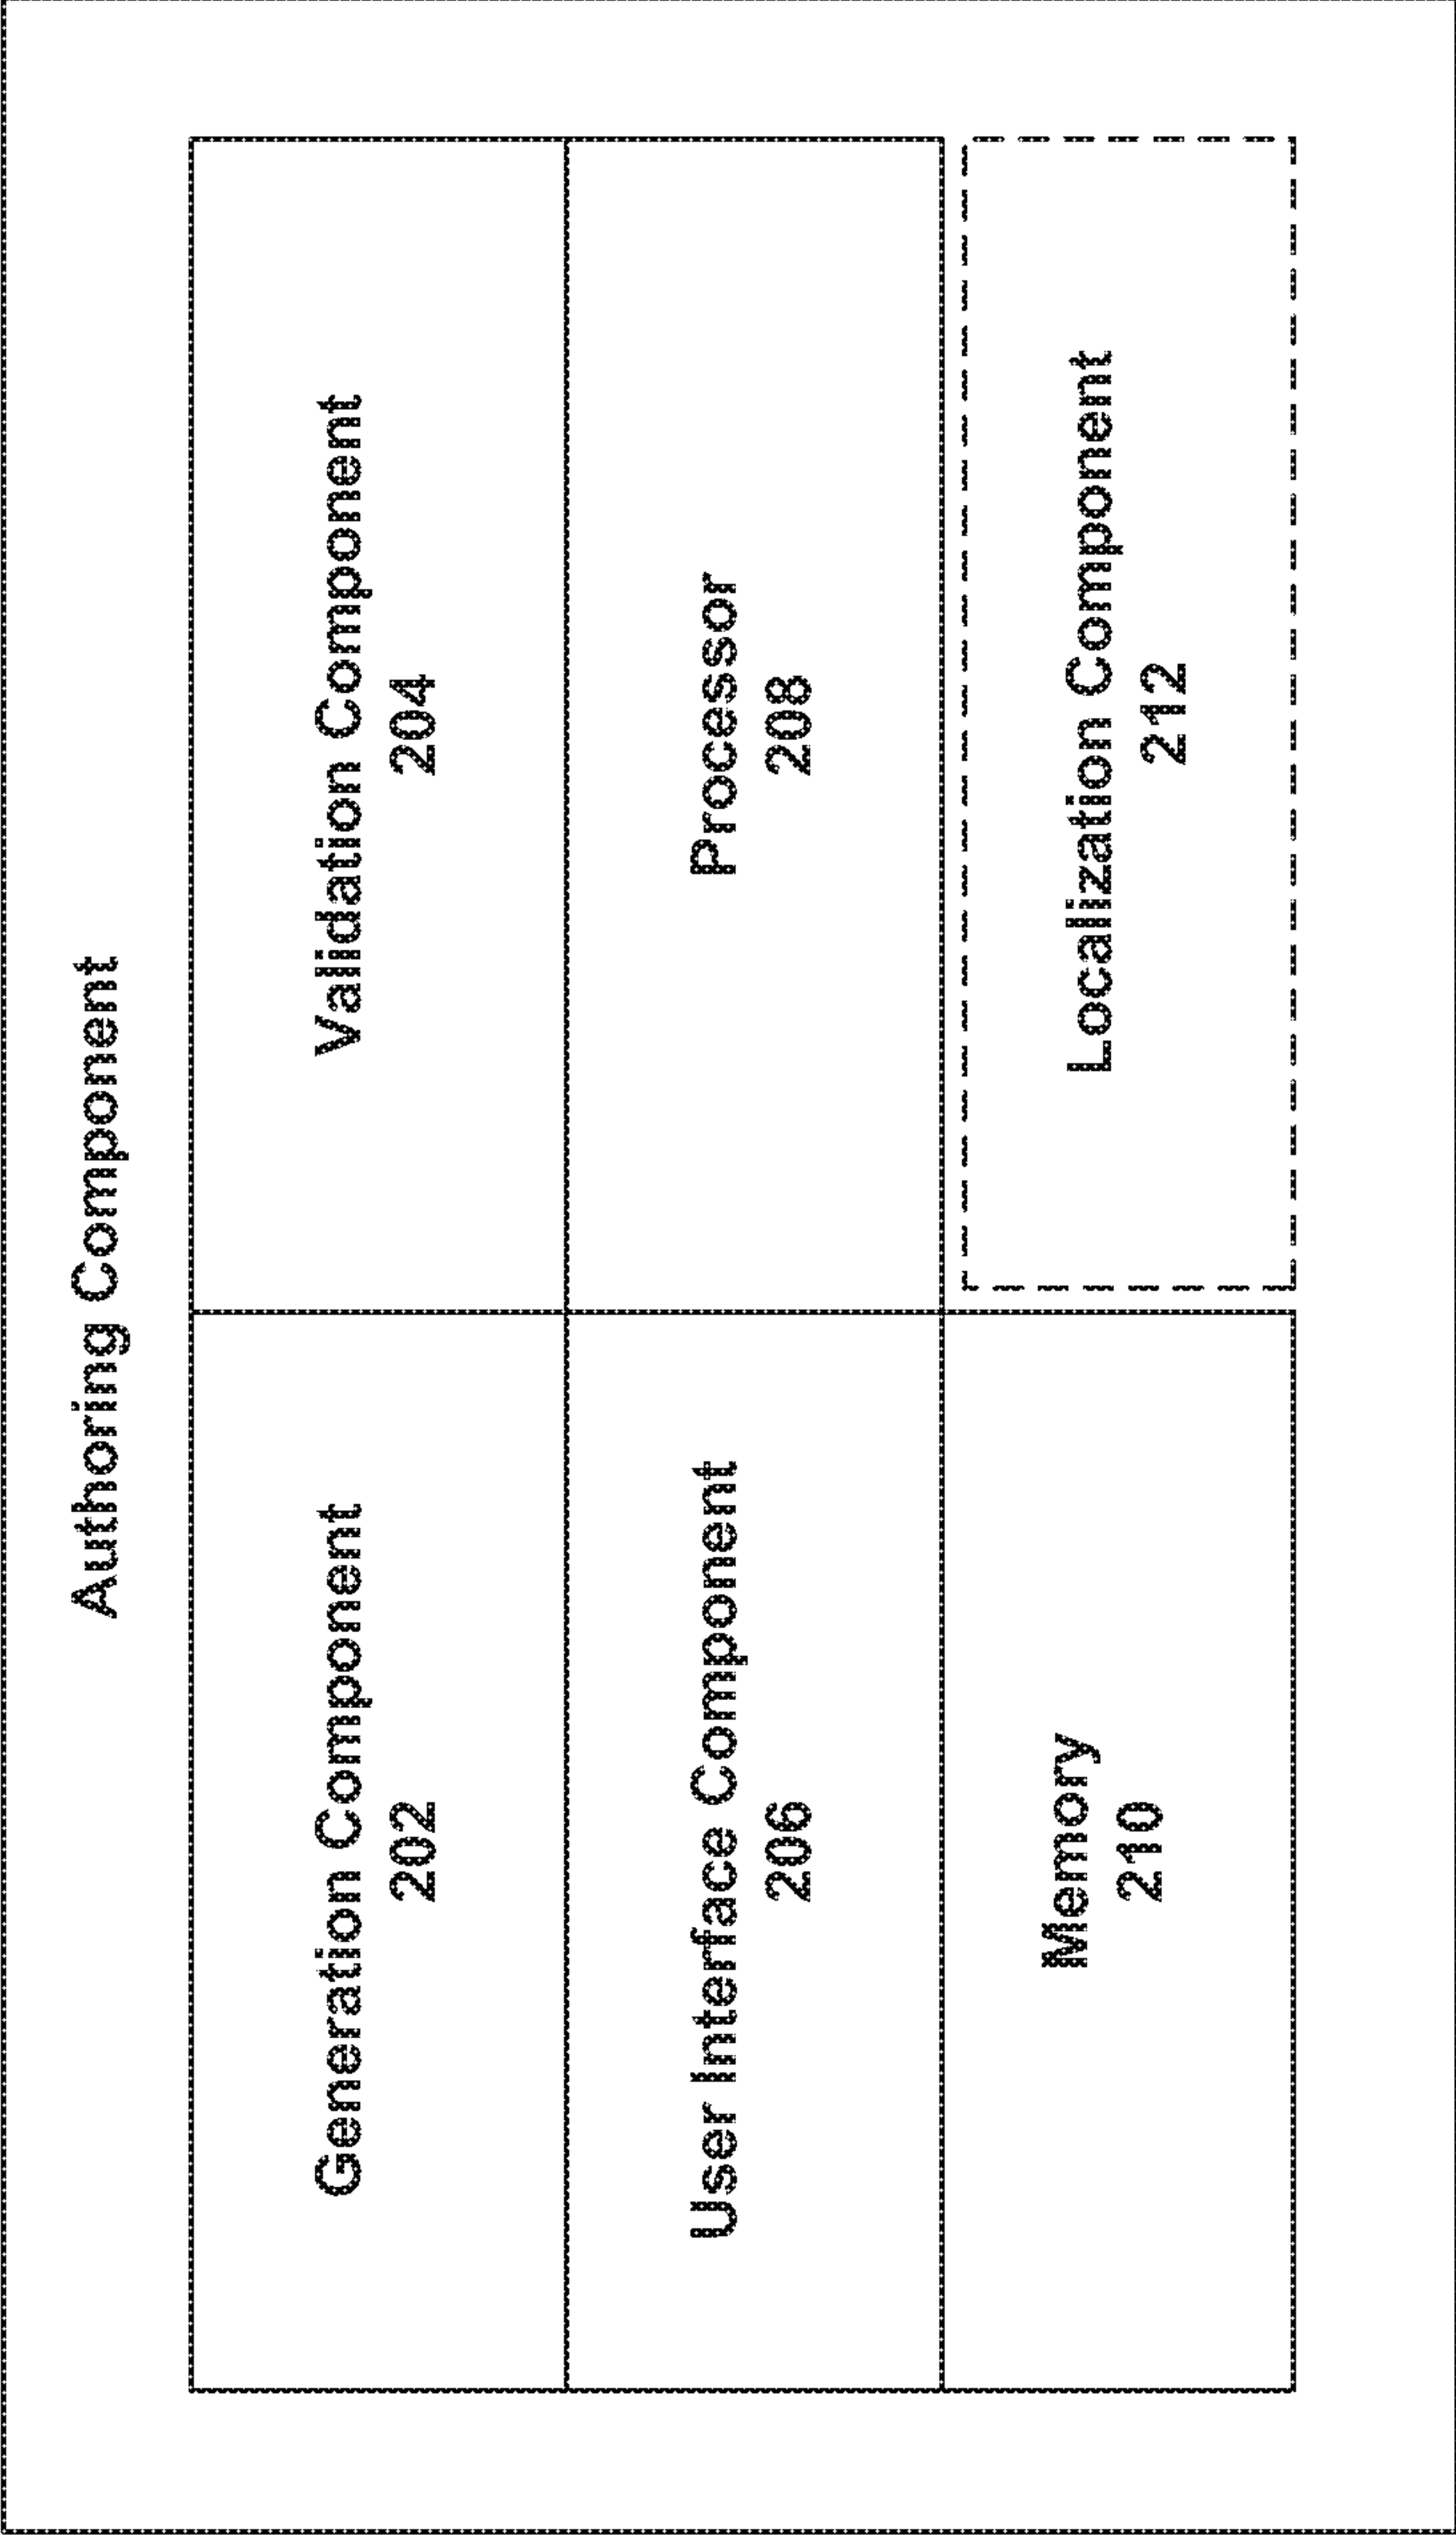 Authoring Component
Generation Component
202
Validation Component
204
User Interface Component
206
Processor
208
Memory
210
Localization Component
212